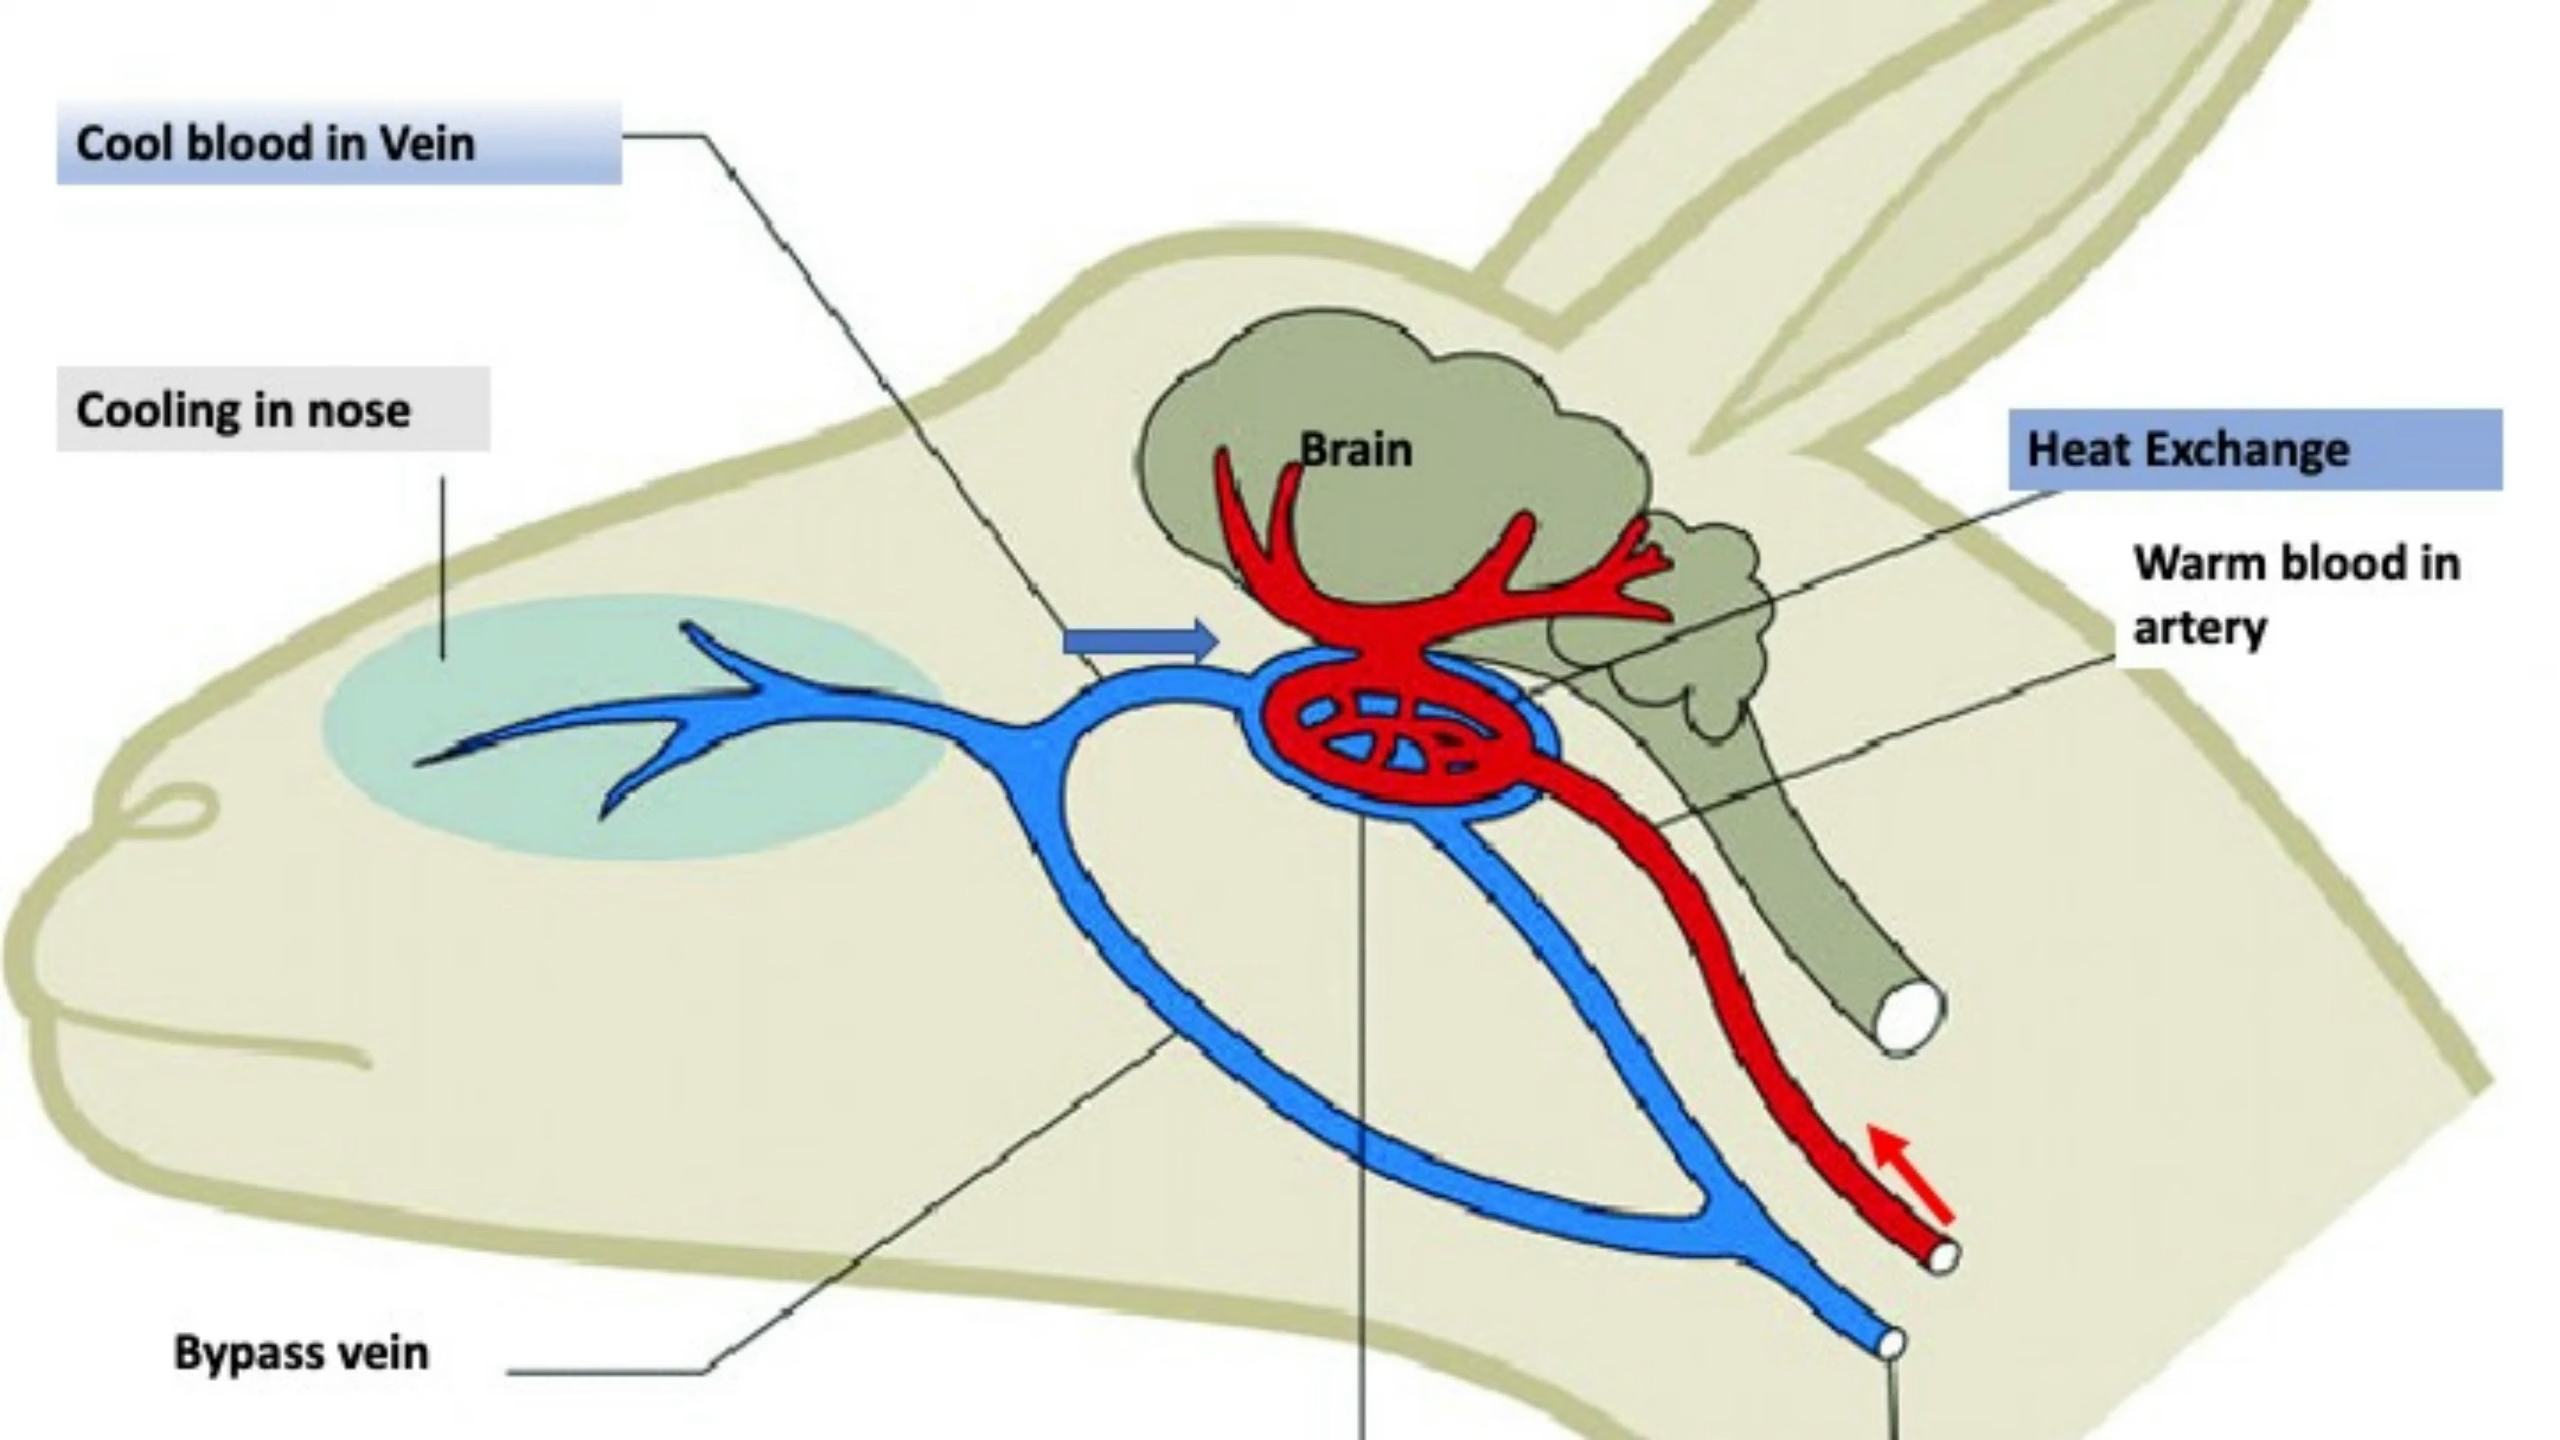 Cool blood in Vein
Cooling in nose
Brain
Heat Exchange
Warm blood in
artery
Bypass vein